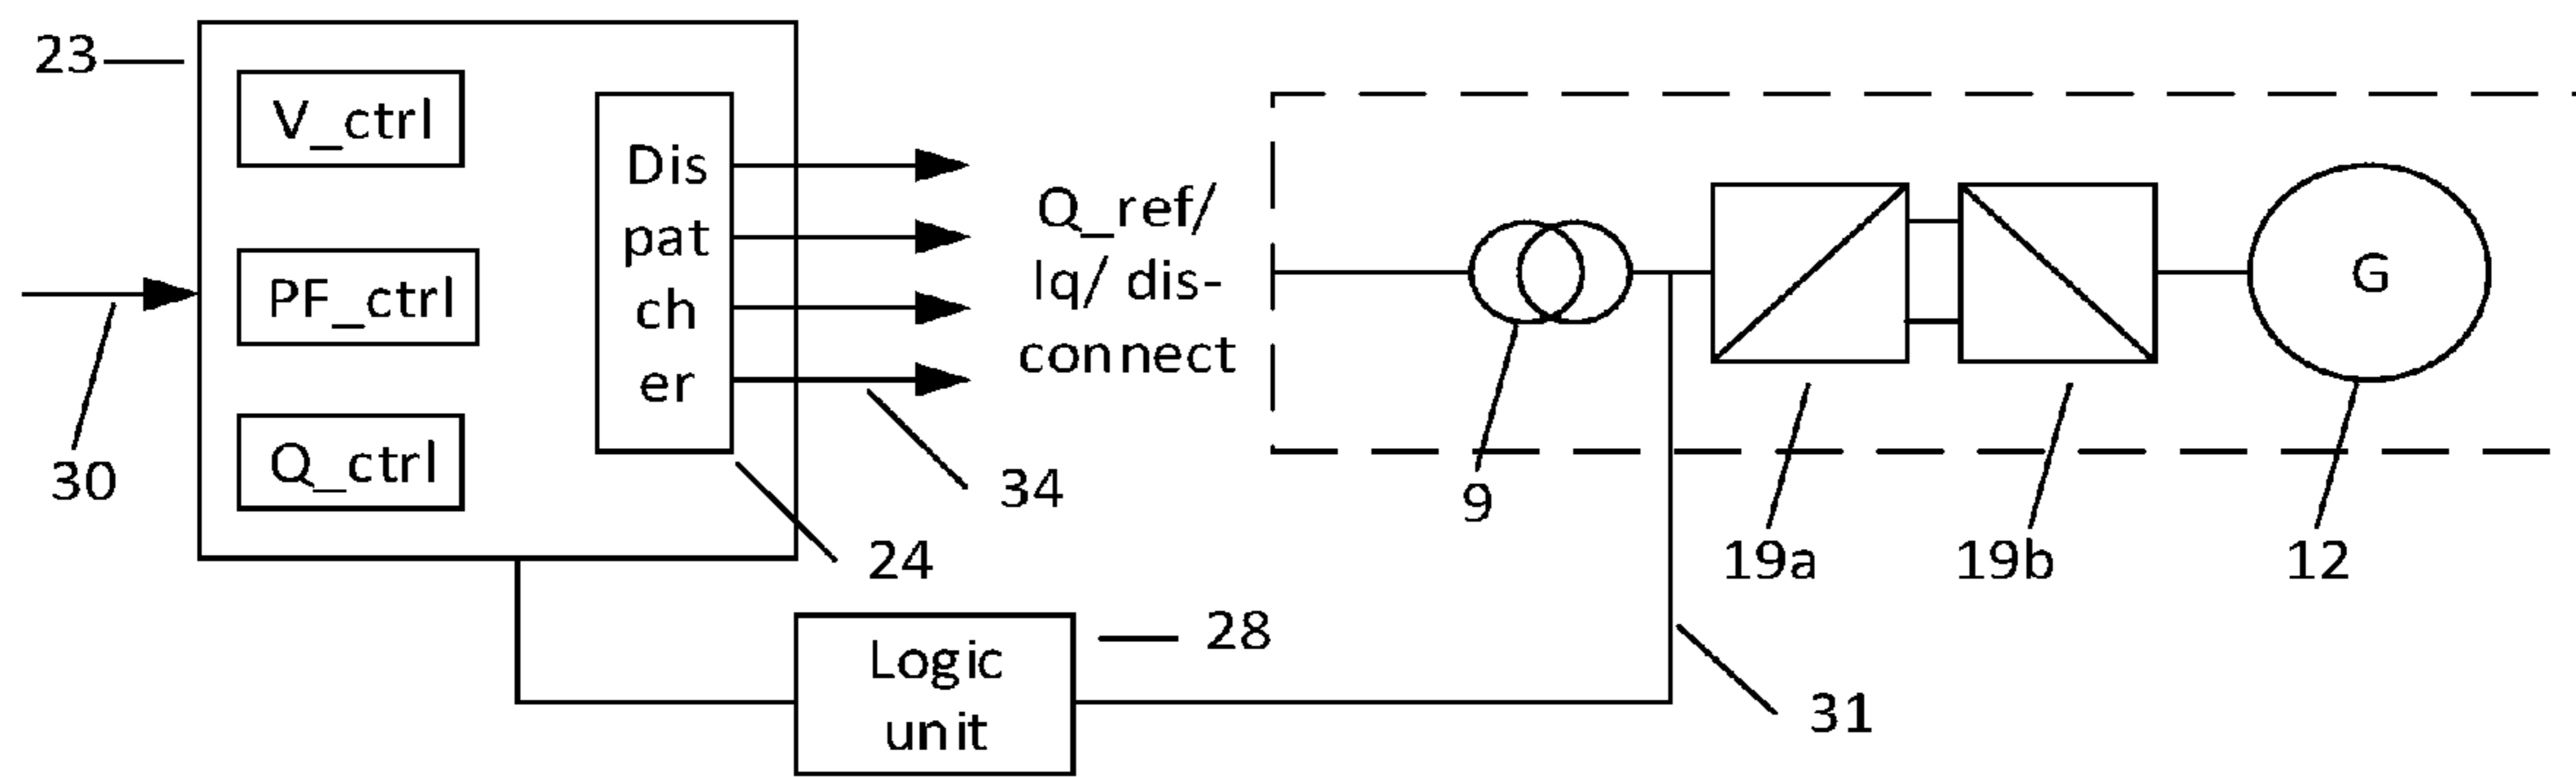 23
V_ctrl
PF_ctrl
Q_ctrl
30
Dis
pat
ch
er
24
34
Q_ref/
Iq/ dis-
connect
Logic
unit
28
31
9
19a
19b
G
12